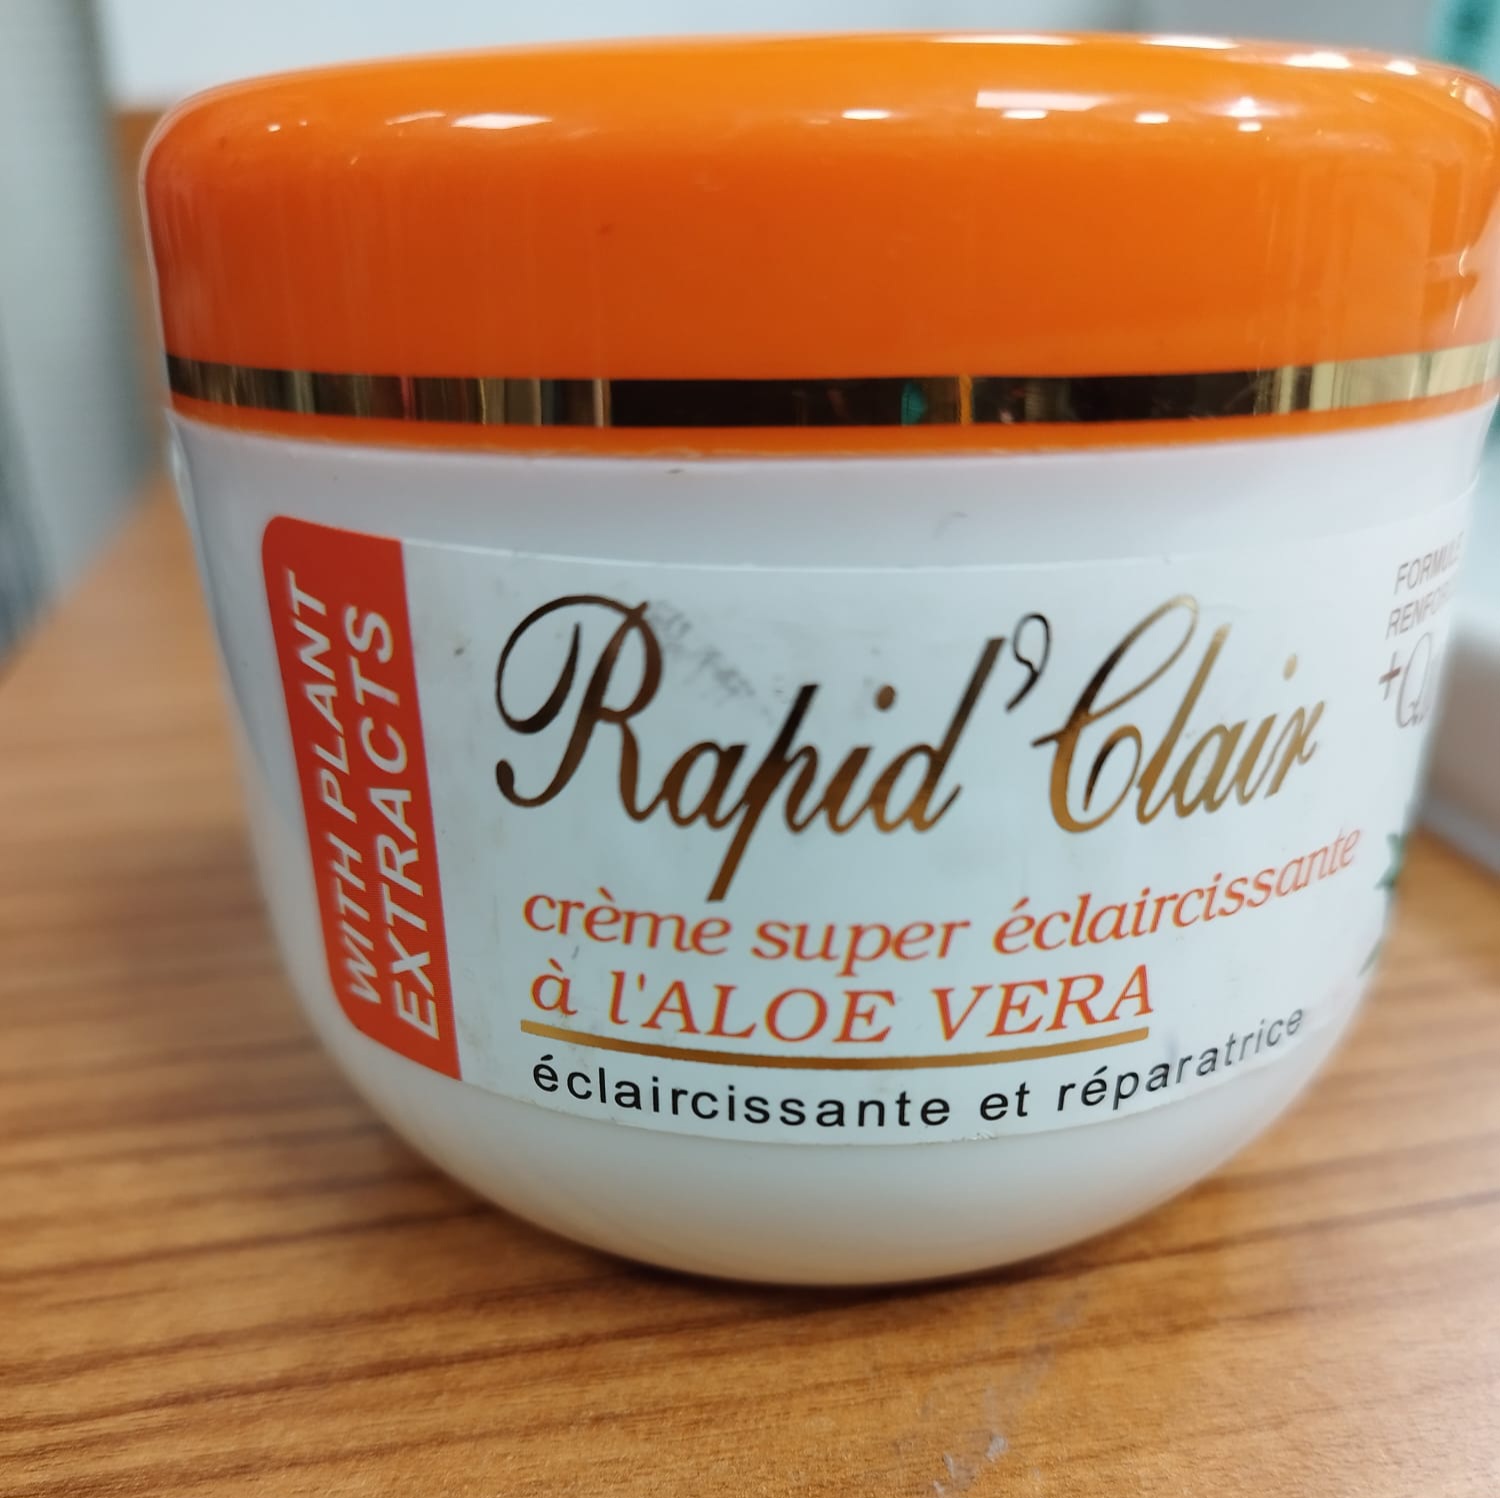 WITH PLANT
EXTRACTS
Rapid'Clair
crème super éclaircissante
à l'ALOE VERA
éclaircissante et réparatrice